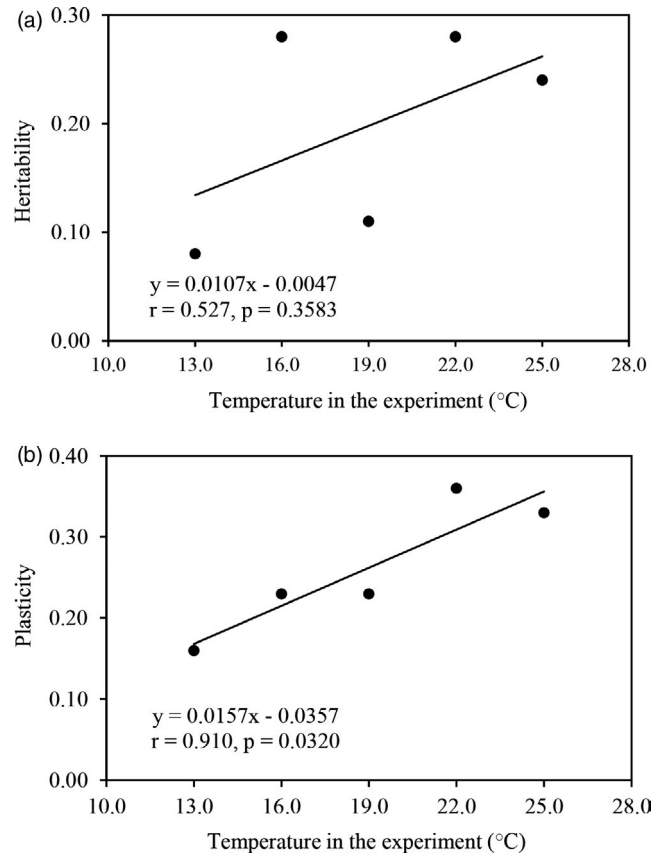 (a)
0.30
0.20
0.10
0.00
Heritability
y = 0.0107x - 0.0047
r = 0.527, p = 0.3583
10.0 13.0 16.0 19.0 22.0 25.0 28.0
Temperature in the experiment (°C)
(b)
0.40
0.30
0.20
0.10
0.00
Plasticity
y = 0.0157x - 0.0357
r = 0.910, p = 0.0320
10.0 13.0 16.0 19.0 22.0 25.0 28.0
Temperature in the experiment (°C)